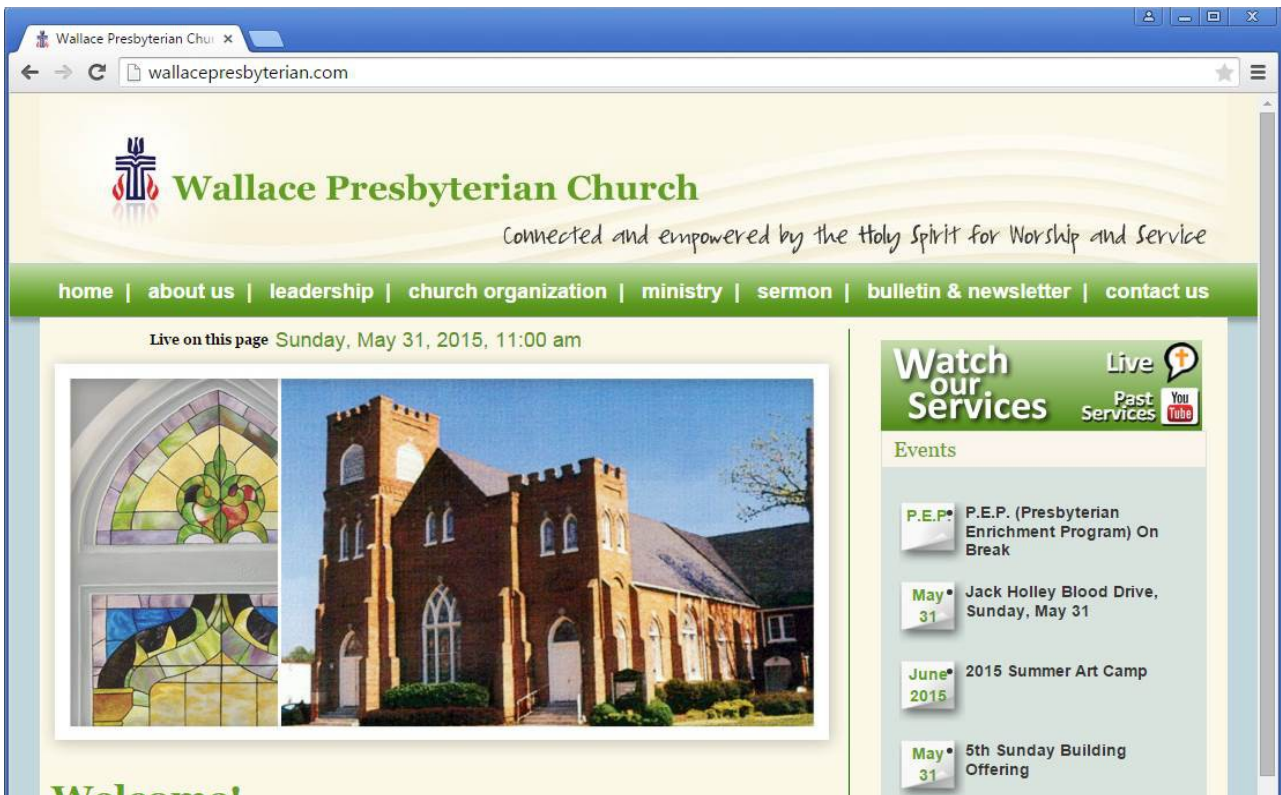 Wallace Presbyterian Chu
wallacepresbyterian.com
Wallace Presbyterian Church
Connected and empowered by the Holy Spirit for Worship and Service
home | about us | leadership | church organization | ministry | sermon | bulletin & newsletter | contact us
Live on this page Sunday, May 31, 2015, 11:00 am
Watch
our
Services
Live
Past
Services
You
Tube
Events
P.E.P.
P.E.P. (Presbyterian
Enrichment Program) On
Break
May
31
Jack Holley Blood Drive,
Sunday, May 31
June
2015
2015 Summer Art Camp
May
31
5th Sunday Building
Offering
Welcome!